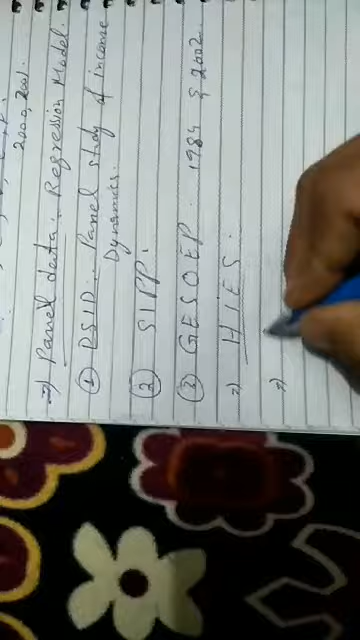 2000, 2001.
=> Panel data. Regression Model.
① PSID. Panel study of income
Dynamics.
② SIPP.
③ GESOEP. 1984 & 2002.
=> HIES.
=>